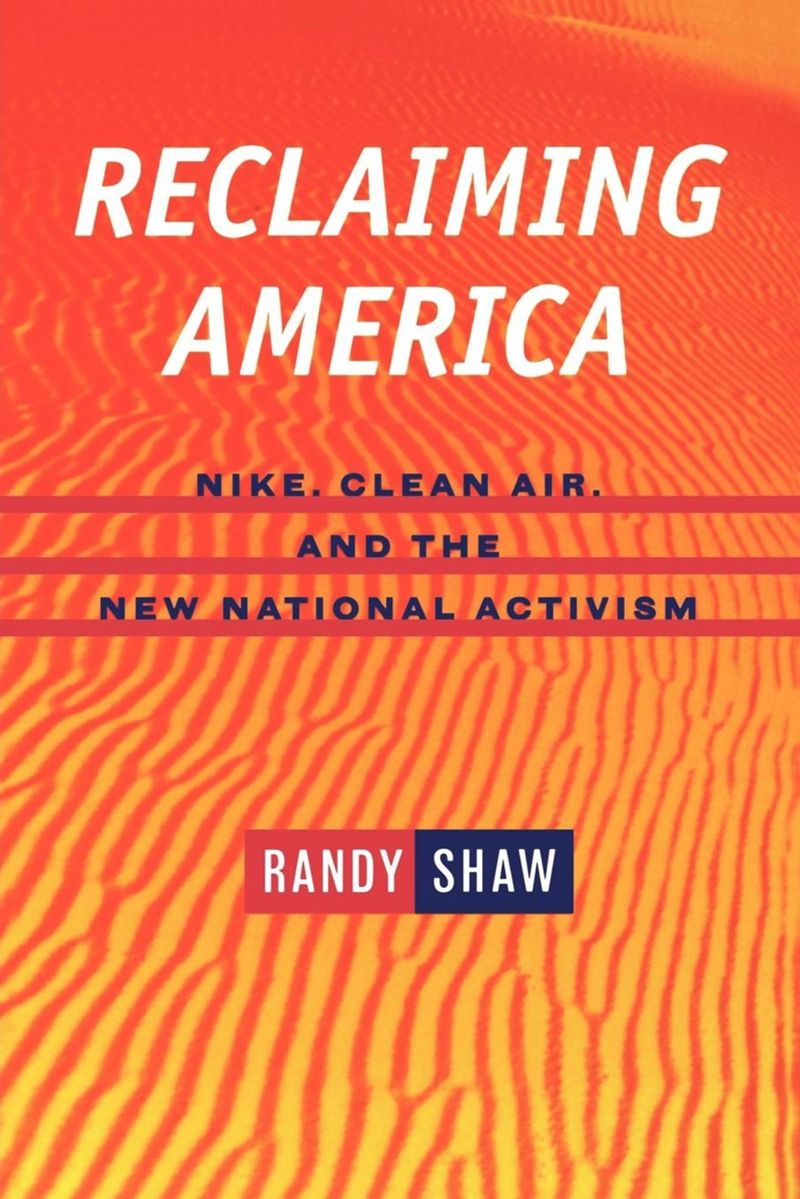 RECLAIMING
AMERICA
NIKE, CLEAN AIR,
AND THE
NEW NATIONAL ACTIVISM
RANDY SHAW